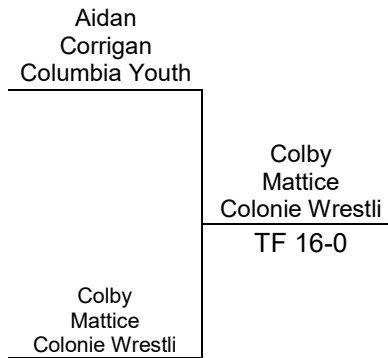 Aidan
Corrigan
Columbia Youth
Colby
Mattice
Colonie Wrestli
TF 16-0
Colby
Mattice
Colonie Wrestli